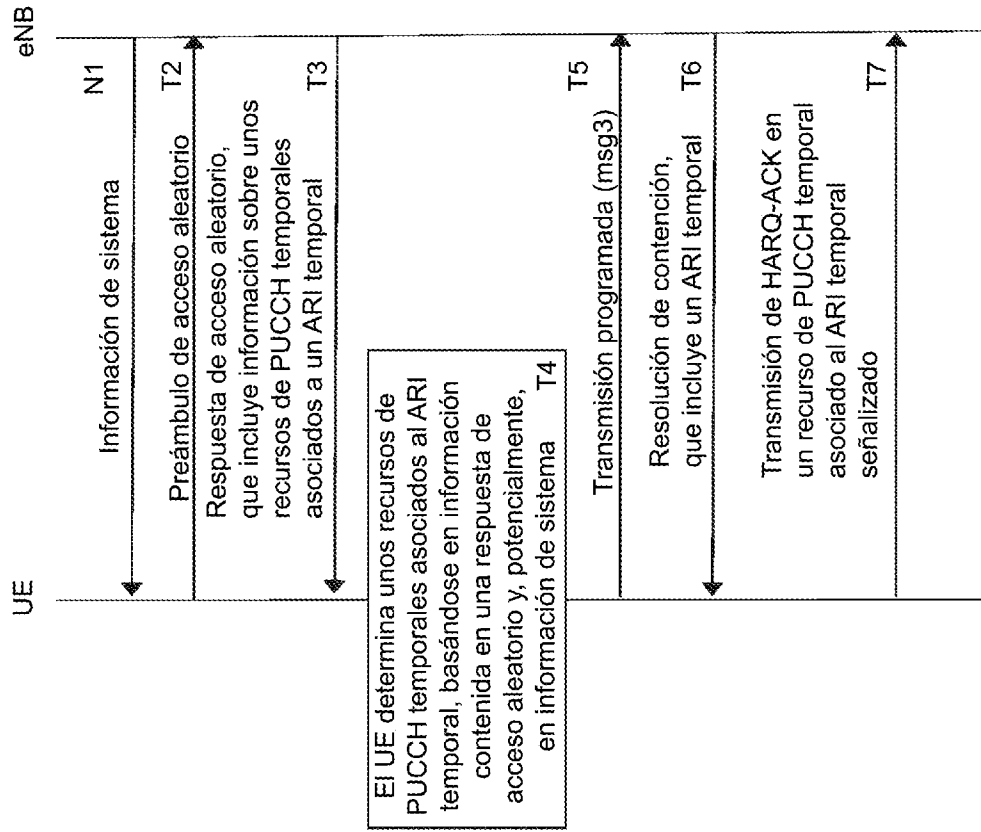 UE
eNB
Información de sistema
N1
Preámbulo de acceso aleatorio
T2
Respuesta de acceso aleatorio,
que incluye información sobre unos
recursos de PUCCH temporales
asociados a un ARI temporal
T3
El UE determina unos recursos de
PUCCH temporales asociados al ARI
temporal, basándose en información
contenida en una respuesta de
acceso aleatorio y, potencialmente,
en información de sistema
T4
Transmisión programada (msg3)
T5
Resolución de contención,
que incluye un ARI temporal
T6
Transmisión de HARQ-ACK en
un recurso de PUCCH temporal
asociado al ARI temporal
señalizado
T7